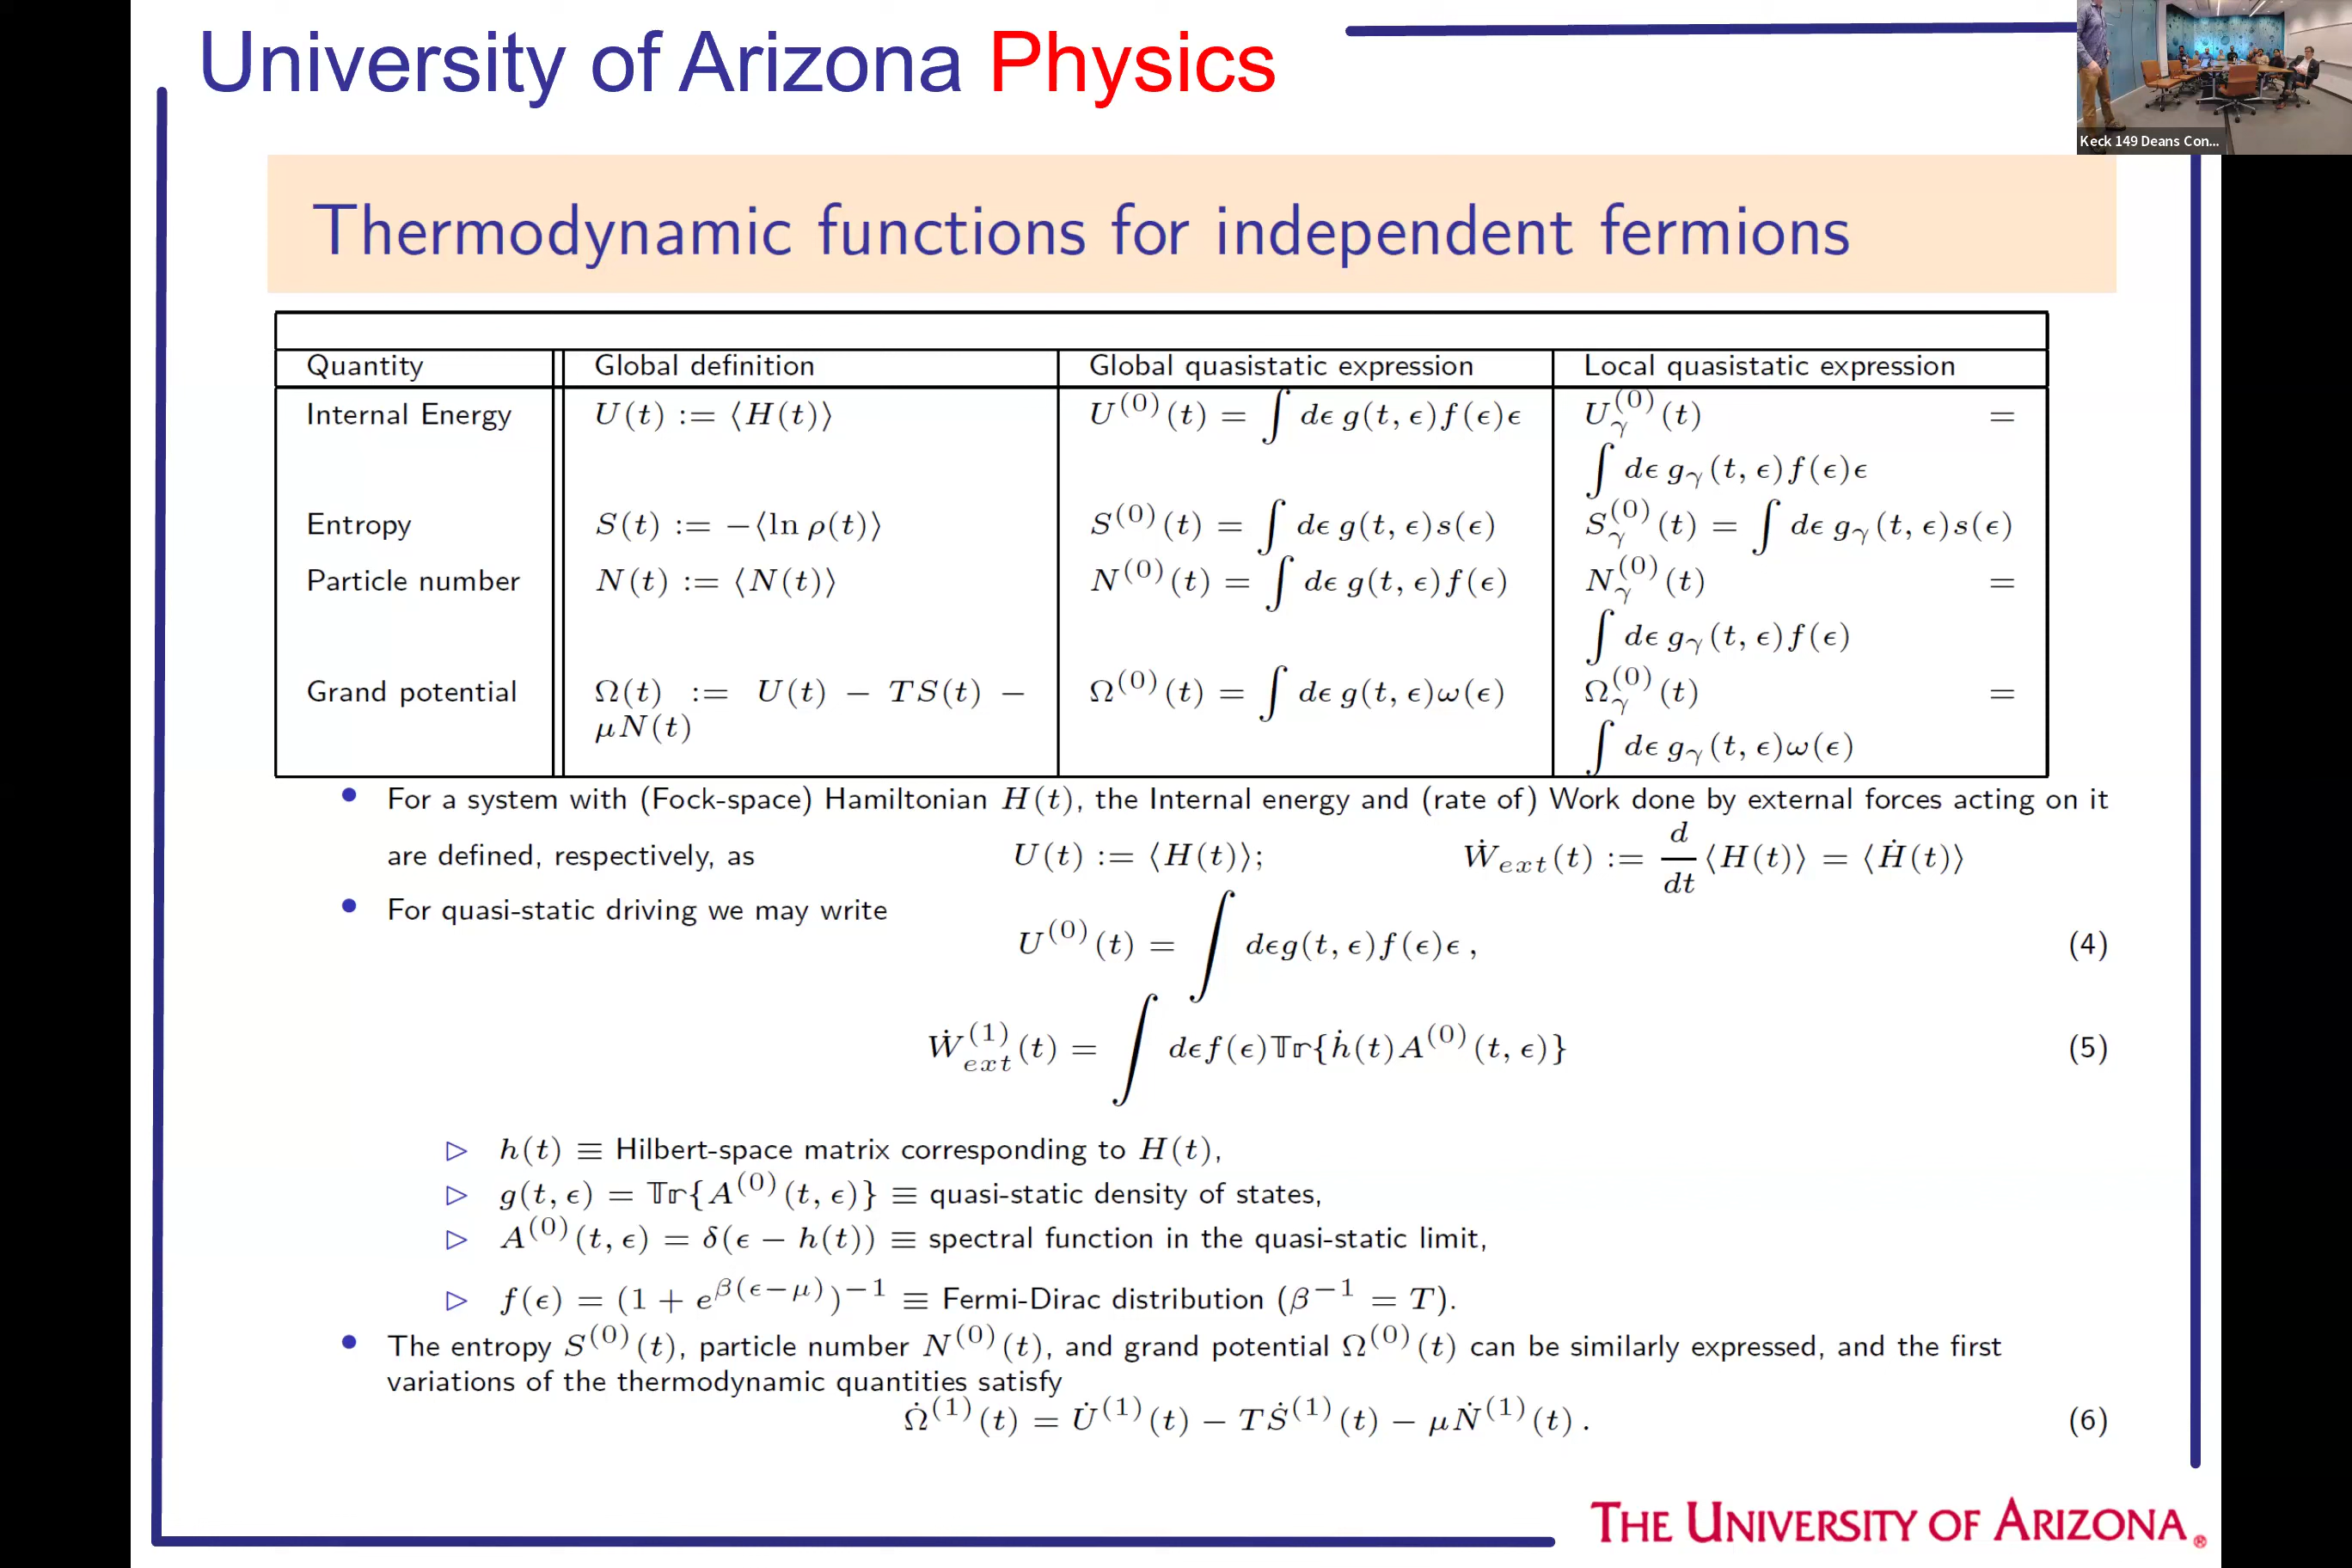 University of Arizona Physics
Keck 149 Deans Con...
Thermodynamic functions for independent fermions
Quantity Global definition Global quasistatic expression Local quasistatic expression
Internal Energy U(t) := ⟨H(t)⟩ U^(0)(t) = ∫ dϵ g(t, ϵ)f(ϵ)ϵ U_γ^(0)(t) =
∫ dϵ g_γ(t, ϵ)f(ϵ)ϵ
Entropy S(t) := −⟨ln ρ(t)⟩ S^(0)(t) = ∫ dϵ g(t, ϵ)s(ϵ) S_γ^(0)(t) = ∫ dϵ g_γ(t, ϵ)s(ϵ)
Particle number N(t) := ⟨N(t)⟩ N^(0)(t) = ∫ dϵ g(t, ϵ)f(ϵ) N_γ^(0)(t) =
∫ dϵ g_γ(t, ϵ)f(ϵ)
Grand potential Ω(t) := U(t) − TS(t) − Ω^(0)(t) = ∫ dϵ g(t, ϵ)ω(ϵ) Ω_γ^(0)(t) =
μN(t) ∫ dϵ g_γ(t, ϵ)ω(ϵ)
• For a system with (Fock-space) Hamiltonian H(t), the Internal energy and (rate of) Work done by external forces acting on it
are defined, respectively, as U(t) := ⟨H(t)⟩; Ẇ_ext(t) := d/dt ⟨H(t)⟩ = ⟨Ḣ(t)⟩
• For quasi-static driving we may write
U^(0)(t) = ∫ dϵg(t, ϵ)f(ϵ)ϵ , (4)
Ẇ_ext^(1)(t) = ∫ dϵf(ϵ)𝕋𝕣{ḣ(t)A^(0)(t, ϵ)} (5)
▷ h(t) ≡ Hilbert-space matrix corresponding to H(t),
▷ g(t, ϵ) = 𝕋𝕣{A^(0)(t, ϵ)} ≡ quasi-static density of states,
▷ A^(0)(t, ϵ) = δ(ϵ − h(t)) ≡ spectral function in the quasi-static limit,
▷ f(ϵ) = (1 + e^β(ϵ−μ))^−1 ≡ Fermi-Dirac distribution (β^−1 = T).
• The entropy S^(0)(t), particle number N^(0)(t), and grand potential Ω^(0)(t) can be similarly expressed, and the first
variations of the thermodynamic quantities satisfy
Ω̇^(1)(t) = U̇^(1)(t) − TṠ^(1)(t) − μṄ^(1)(t) . (6)
THE UNIVERSITY OF ARIZONA®